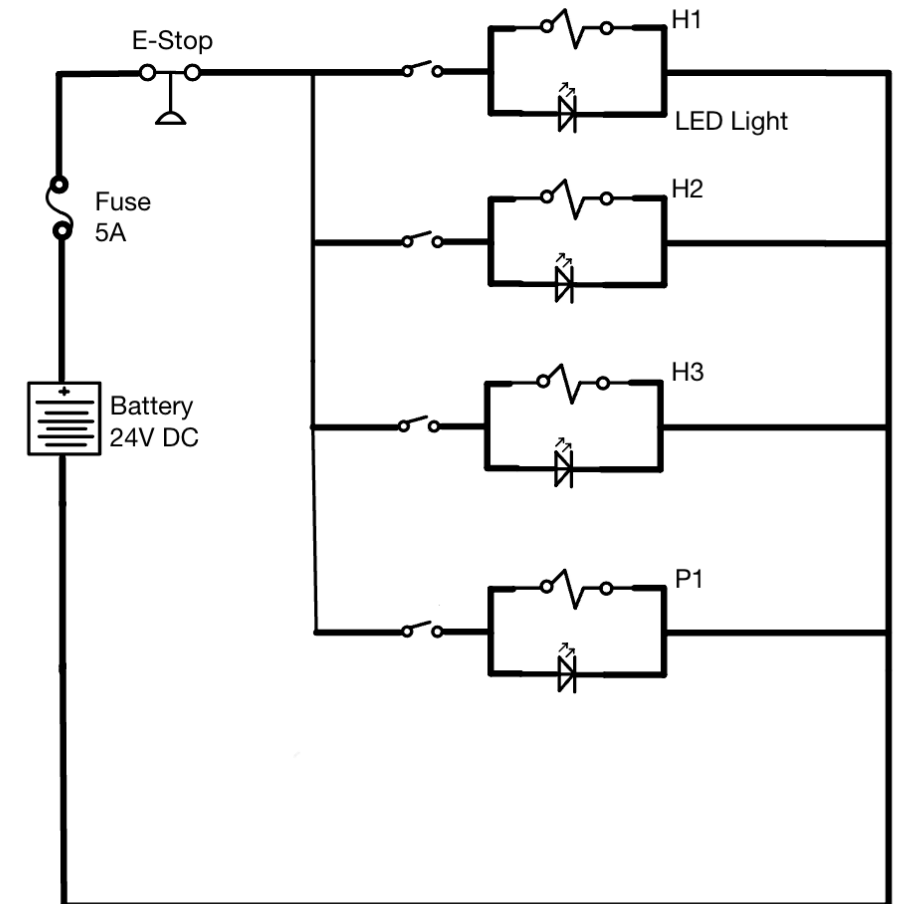 H1
E-Stop
LED Light
H2
Fuse
5A
H3
+
Battery
24V DC
P1